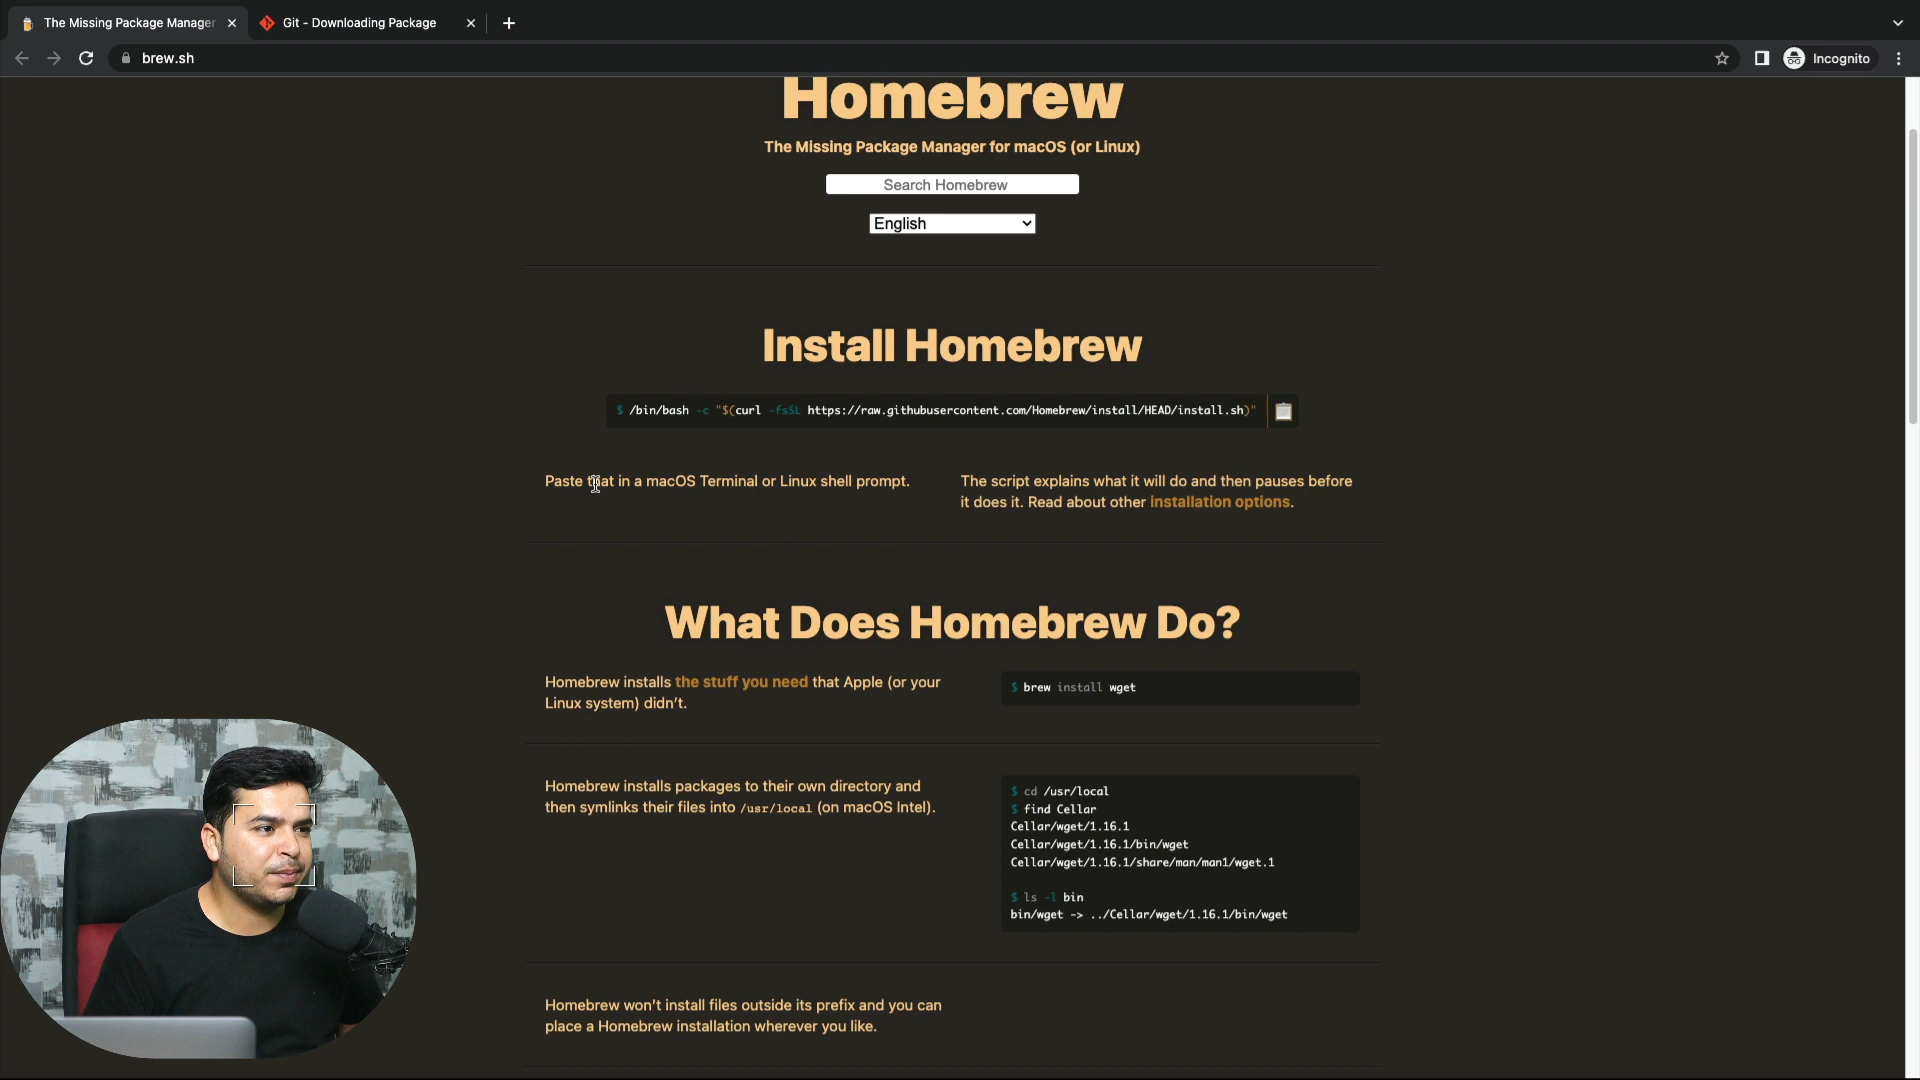 The Missing Package Manager
Git - Downloading Package
brew.sh
Incognito
Homebrew
The Missing Package Manager for macOS (or Linux)
Search Homebrew
English
Install Homebrew
$ /bin/bash -c "$(curl -fsSL https://raw.githubusercontent.com/Homebrew/install/HEAD/install.sh)"
Paste that in a macOS Terminal or Linux shell prompt.
The script explains what it will do and then pauses before
it does it. Read about other installation options.
What Does Homebrew Do?
Homebrew installs the stuff you need that Apple (or your
Linux system) didn't.
$ brew install wget
Homebrew installs packages to their own directory and
then symlinks their files into /usr/local (on macOS Intel).
$ cd /usr/local
$ find Cellar
Cellar/wget/1.16.1
Cellar/wget/1.16.1/bin/wget
Cellar/wget/1.16.1/share/man/man1/wget.1
$ ls -l bin
bin/wget -> ../Cellar/wget/1.16.1/bin/wget
Homebrew won't install files outside its prefix and you can
place a Homebrew installation wherever you like.